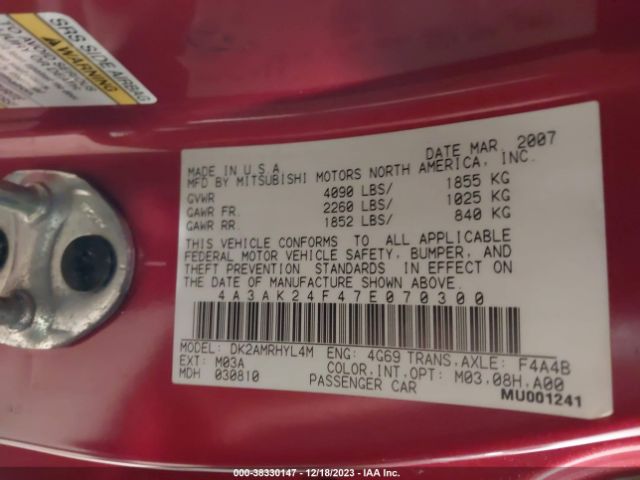 SRS SIDE AIRBAG
WARNING
DATE MAR 2007
MADE IN U.S.A
MFD BY MITSUBISHI MOTORS NORTH AMERICA, INC.
GVWR 4090 LBS/ 1855 KG
GAWR FR. 2260 LBS/ 1025 KG
GAWR RR. 1852 LBS/ 840 KG
THIS VEHICLE CONFORMS TO ALL APPLICABLE
FEDERAL MOTOR VEHICLE SAFETY, BUMPER, AND
THEFT PREVENTION STANDARDS IN EFFECT ON
THE DATE OF MANUFACTURE SHOWN ABOVE.
4A3AK24F47E070300
MODEL: DK2AMRHYL4M ENG: 4G69 TRANS,AXLE: F4A4B
EXT: M03A COLOR,INT,OPT: M03,08H,A00
MDH 030810 PASSENGER CAR
MU001241
000-38330147 - 12/18/2023 - IAA Inc.